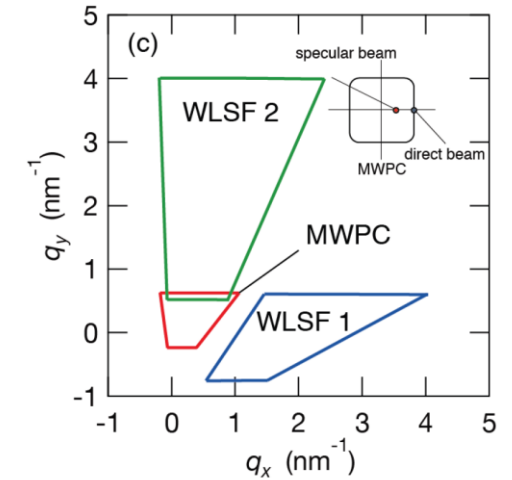 5
(c)
specular beam
4
WLSF 2
3
direct beam
MWPC
2
MWPC
1
WLSF 1
0
-1
-1 0 1 2 3 4 5
q_x (nm⁻¹)
q_y (nm⁻¹)